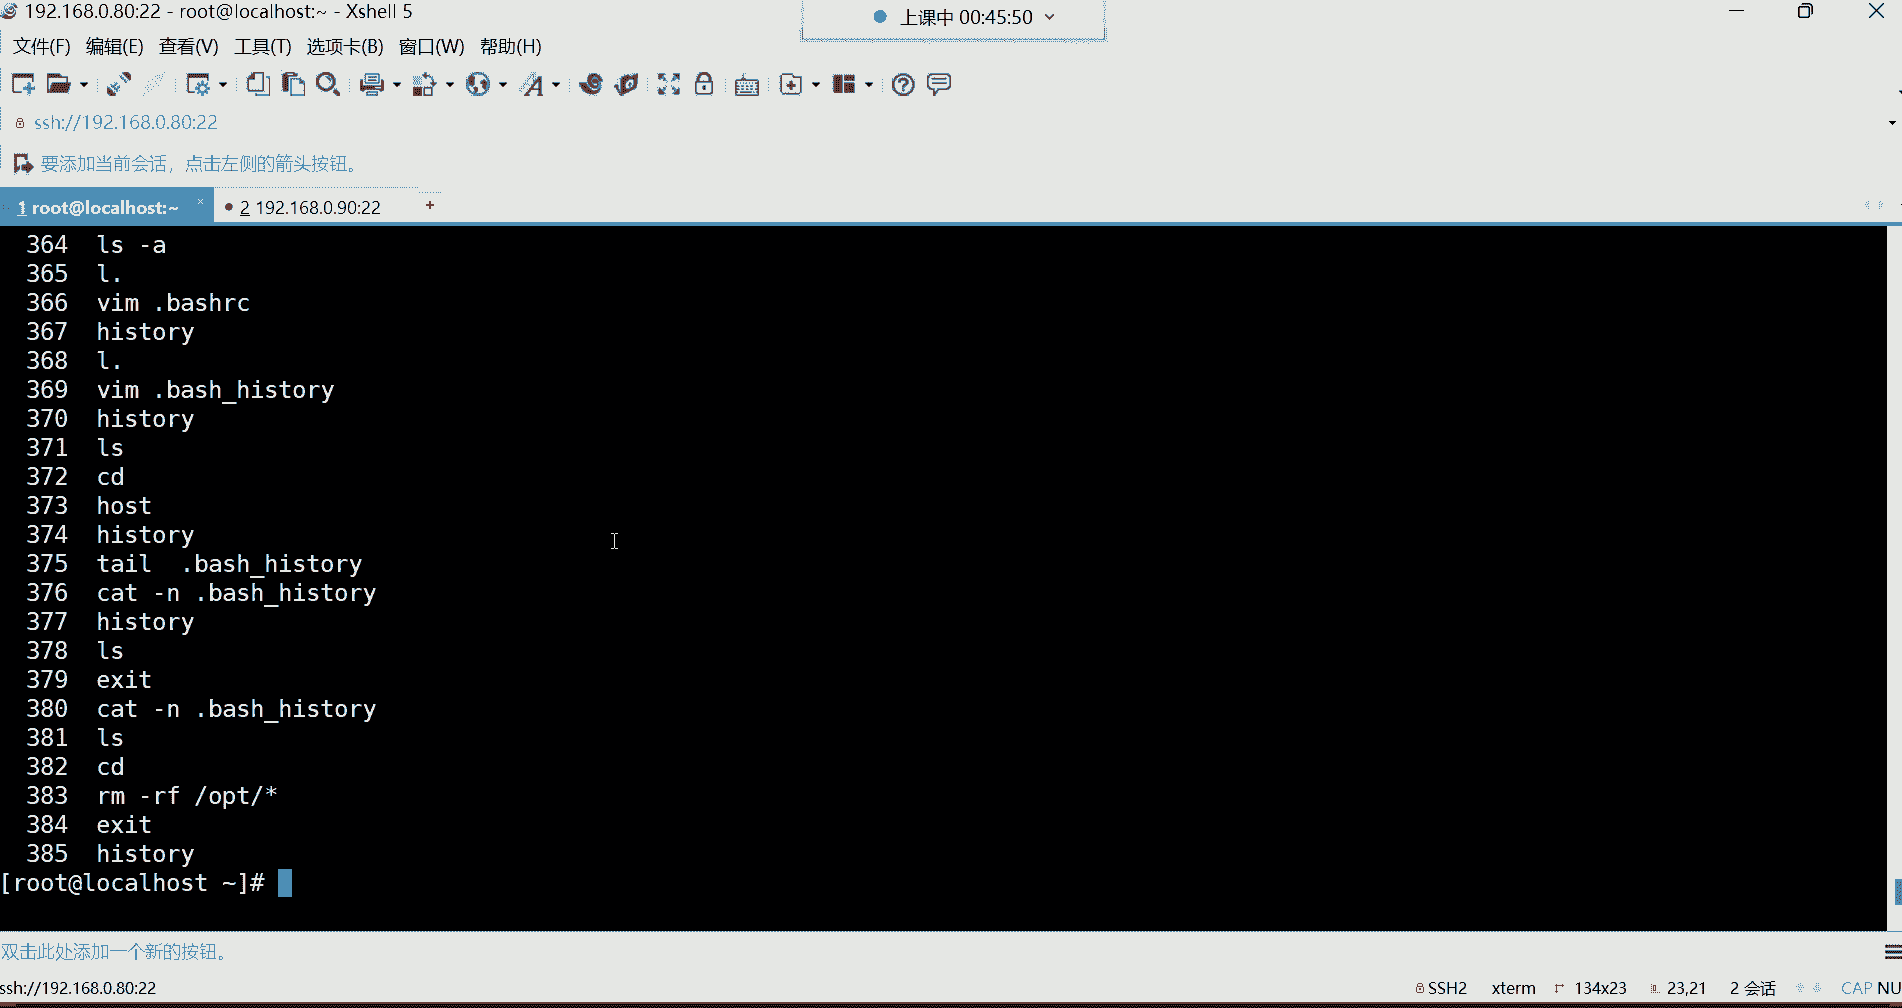 192.168.0.80:22 - root@localhost:~ - Xshell 5
上课中 00:45:50
文件(F) 编辑(E) 查看(V) 工具(T) 选项卡(B) 窗口(W) 帮助(H)
ssh://192.168.0.80:22
要添加当前会话，点击左侧的箭头按钮。
1 root@localhost:~ × 2 192.168.0.90:22 +
364 ls -a
365 l.
366 vim .bashrc
367 history
368 l.
369 vim .bash_history
370 history
371 ls
372 cd
373 host
374 history
375 tail  .bash_history
376 cat -n .bash_history
377 history
378 ls
379 exit
380 cat -n .bash_history
381 ls
382 cd
383 rm -rf /opt/*
384 exit
385 history
[root@localhost ~]#
双击此处添加一个新的按钮。
ssh://192.168.0.80:22 SSH2 xterm 134x23 23,21 2 会话 CAP NU